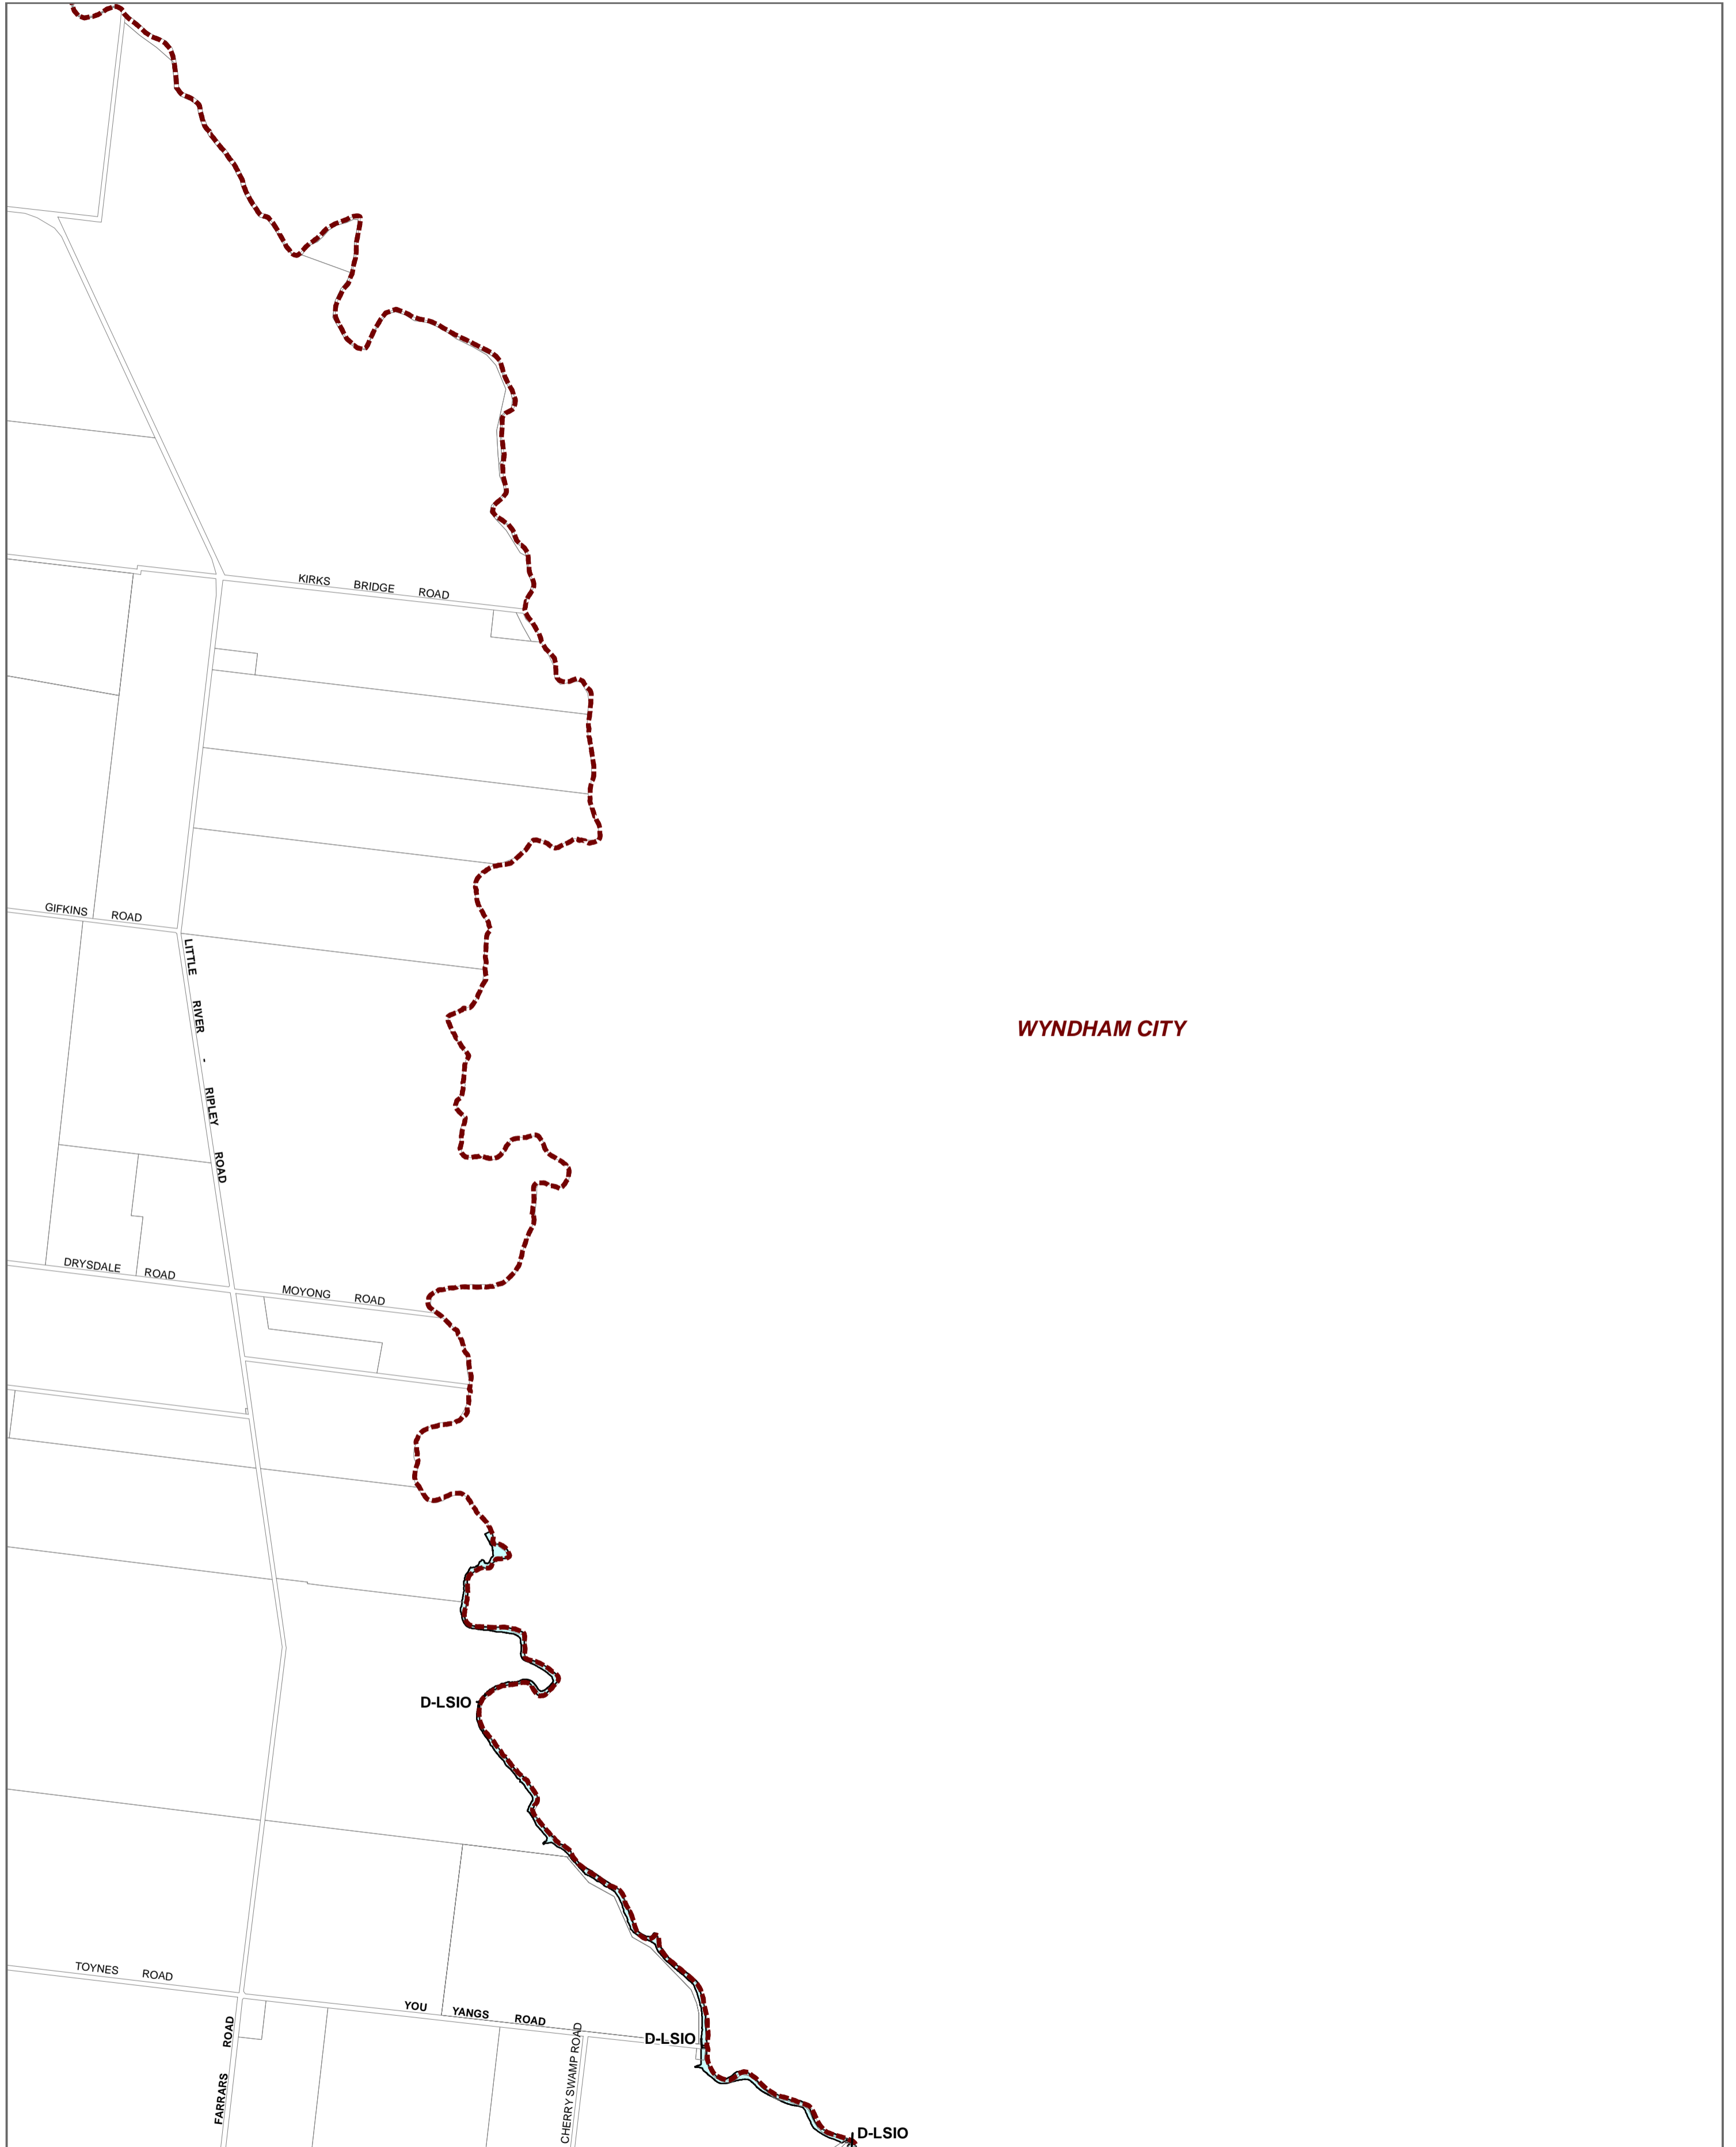 KIRKS BRIDGE ROAD
GIFKINS ROAD
LITTLE RIVER - RIPLEY ROAD
WYNDHAM CITY
DRYSDALE ROAD
MOYONG ROAD
D-LSIO
TOYNES ROAD
YOU YANGS ROAD
D-LSIO
FARRARS ROAD
CHERRY SWAMP ROAD
D-LSIO